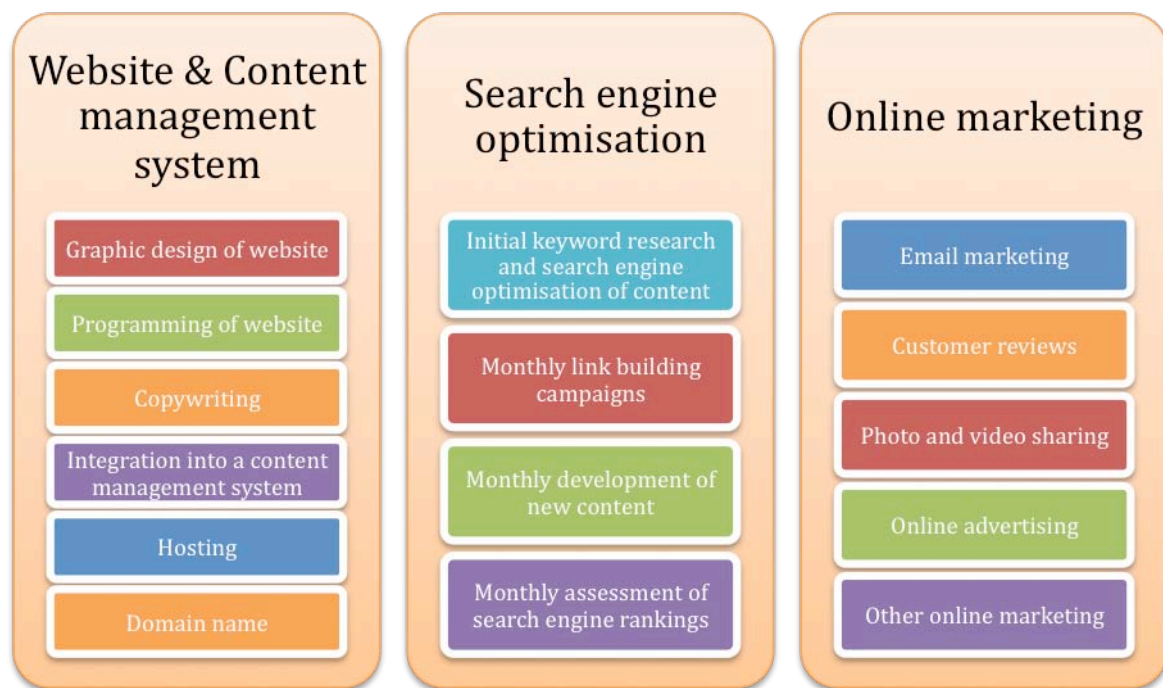 Website & Content
management
system
Graphic design of website
Programming of website
Copywriting
Integration into a content
management system
Hosting
Domain name
Search engine
optimisation
Initial keyword research
and search engine
optimisation of content
Monthly link building
campaigns
Monthly development of
new content
Monthly assessment of
search engine rankings
Online marketing
Email marketing
Customer reviews
Photo and video sharing
Online advertising
Other online marketing